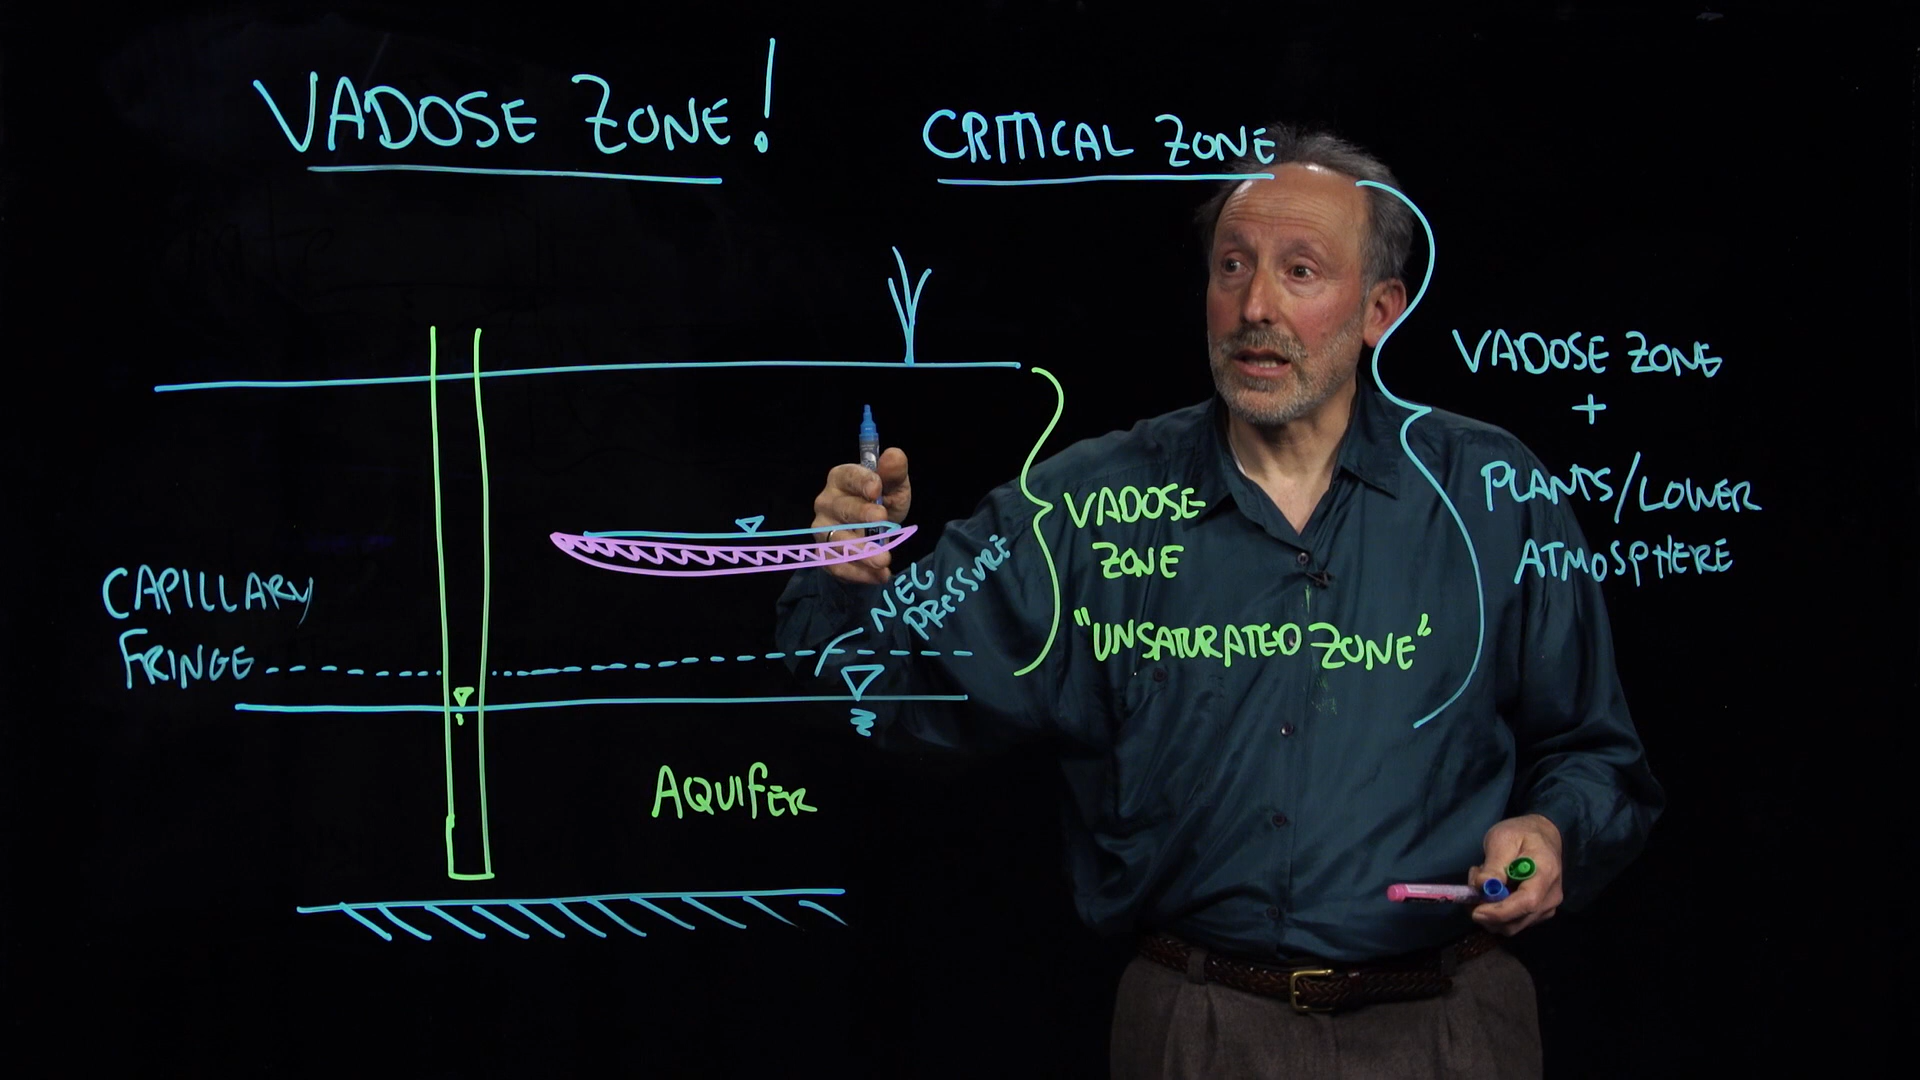 VADOSE ZONE!
CRITICAL ZONE
VADOSE ZONE
+
PLANTS/LOWER
ATMOSPHERE
VADOSE
ZONE
"UNSATURATED ZONE"
NEG
PRESSURE
CAPILLARY
FRINGE
AQUIFER